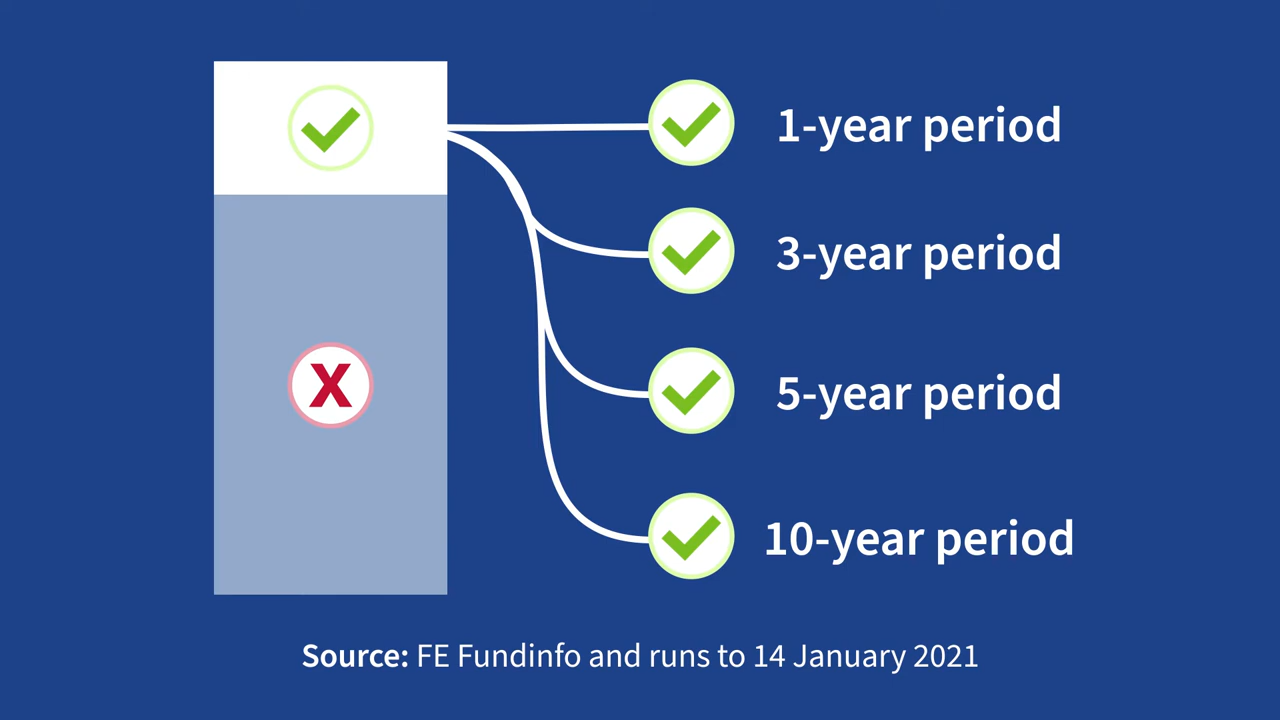 1-year period
3-year period
X
5-year period
10-year period
Source: FE Fundinfo and runs to 14 January 2021